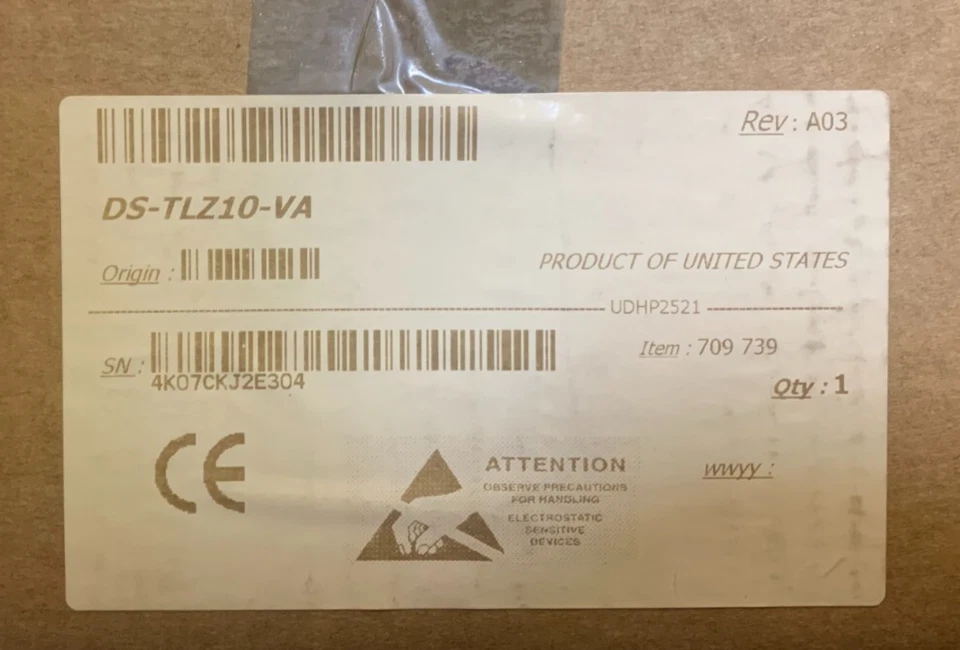 Rev : A03
DS-TLZ10-VA
Origin :
PRODUCT OF UNITED STATES
UDHP2521
SN :
4K07CKJ2E304
Item : 709 739
Qty : 1
CE
ATTENTION
OBSERVE PRECAUTIONS
FOR HANDLING
ELECTROSTATIC
SENSITIVE
DEVICES
wwyy :